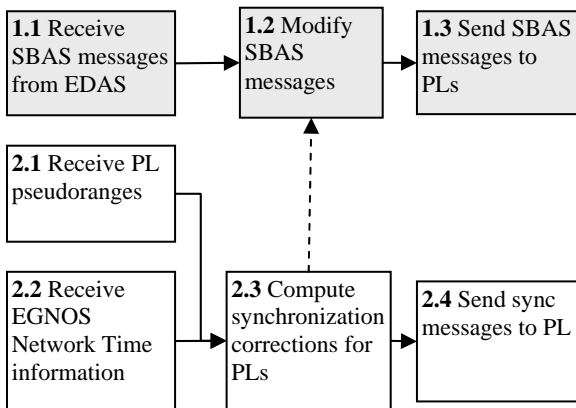 1.1 Receive
SBAS messages
from EDAS
1.2 Modify
SBAS
messages
1.3 Send SBAS
messages to
PLs
2.1 Receive PL
pseudoranges
2.2 Receive
EGNOS
Network Time
information
2.3 Compute
synchronization
corrections for
PLs
2.4 Send sync
messages to PL